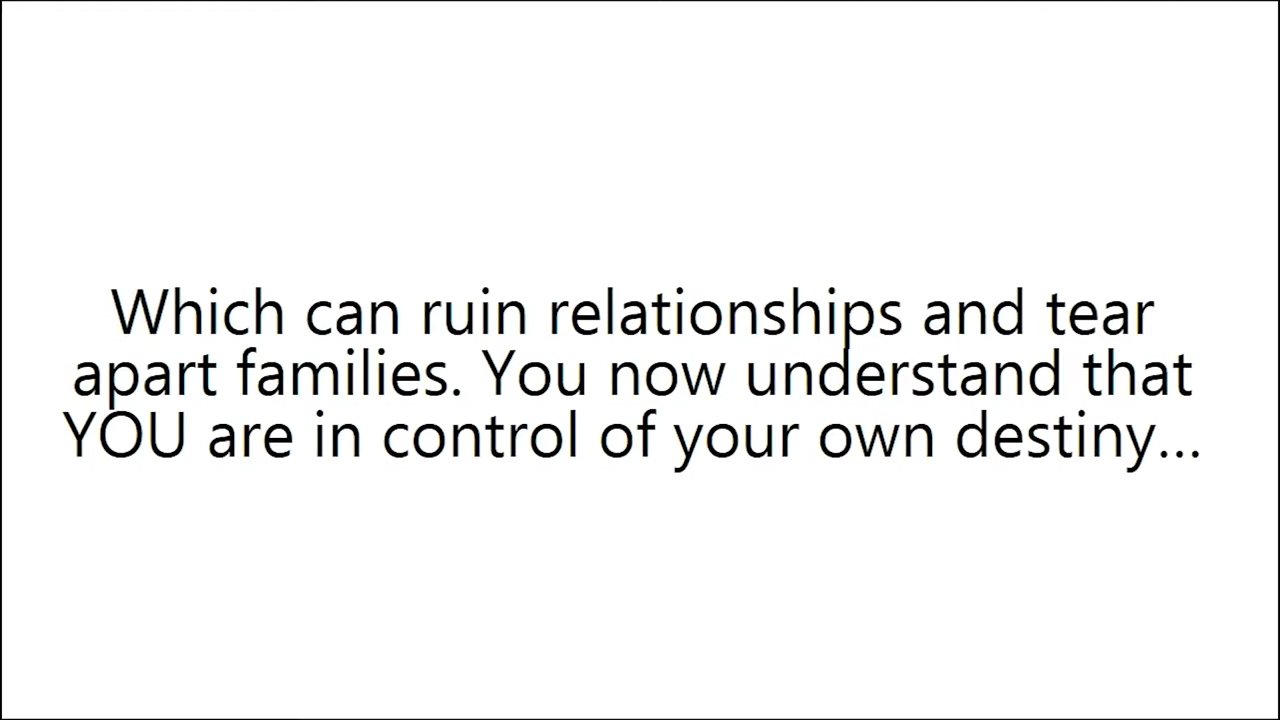 Which can ruin relationships and tear
apart families. You now understand that
YOU are in control of your own destiny...